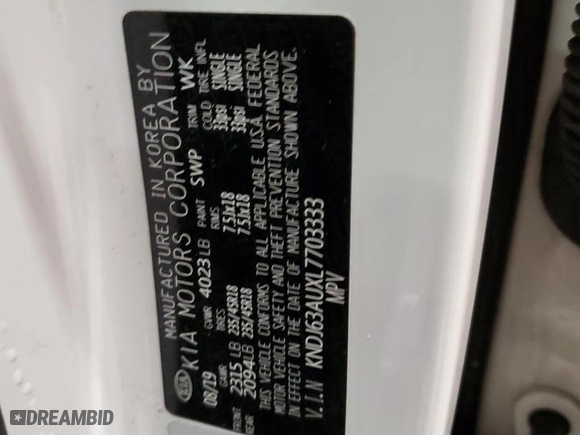 MANUFACTURED IN KOREA BY
KIA KIA MOTORS CORPORATION
08/19 GVWR 4023LB PAINT SWP TRIM WK
GAWR TIRES RIMS COLD TIRE INFL
FRONT 2315 LB 235/45R18 7.5Jx18 33psi SINGLE
REAR 2094LB 235/45R18 7.5Jx18 33psi SINGLE
THIS VEHICLE CONFORMS TO ALL APPLICABLE U.S.A. FEDERAL
MOTOR VEHICLE SAFETY AND THEFT PREVENTION STANDARDS
IN EFFECT ON THE DATE OF MANUFACTURE SHOWN ABOVE.
V.I.N KNDJ63AUXL7703333
MPV
DREAMBID